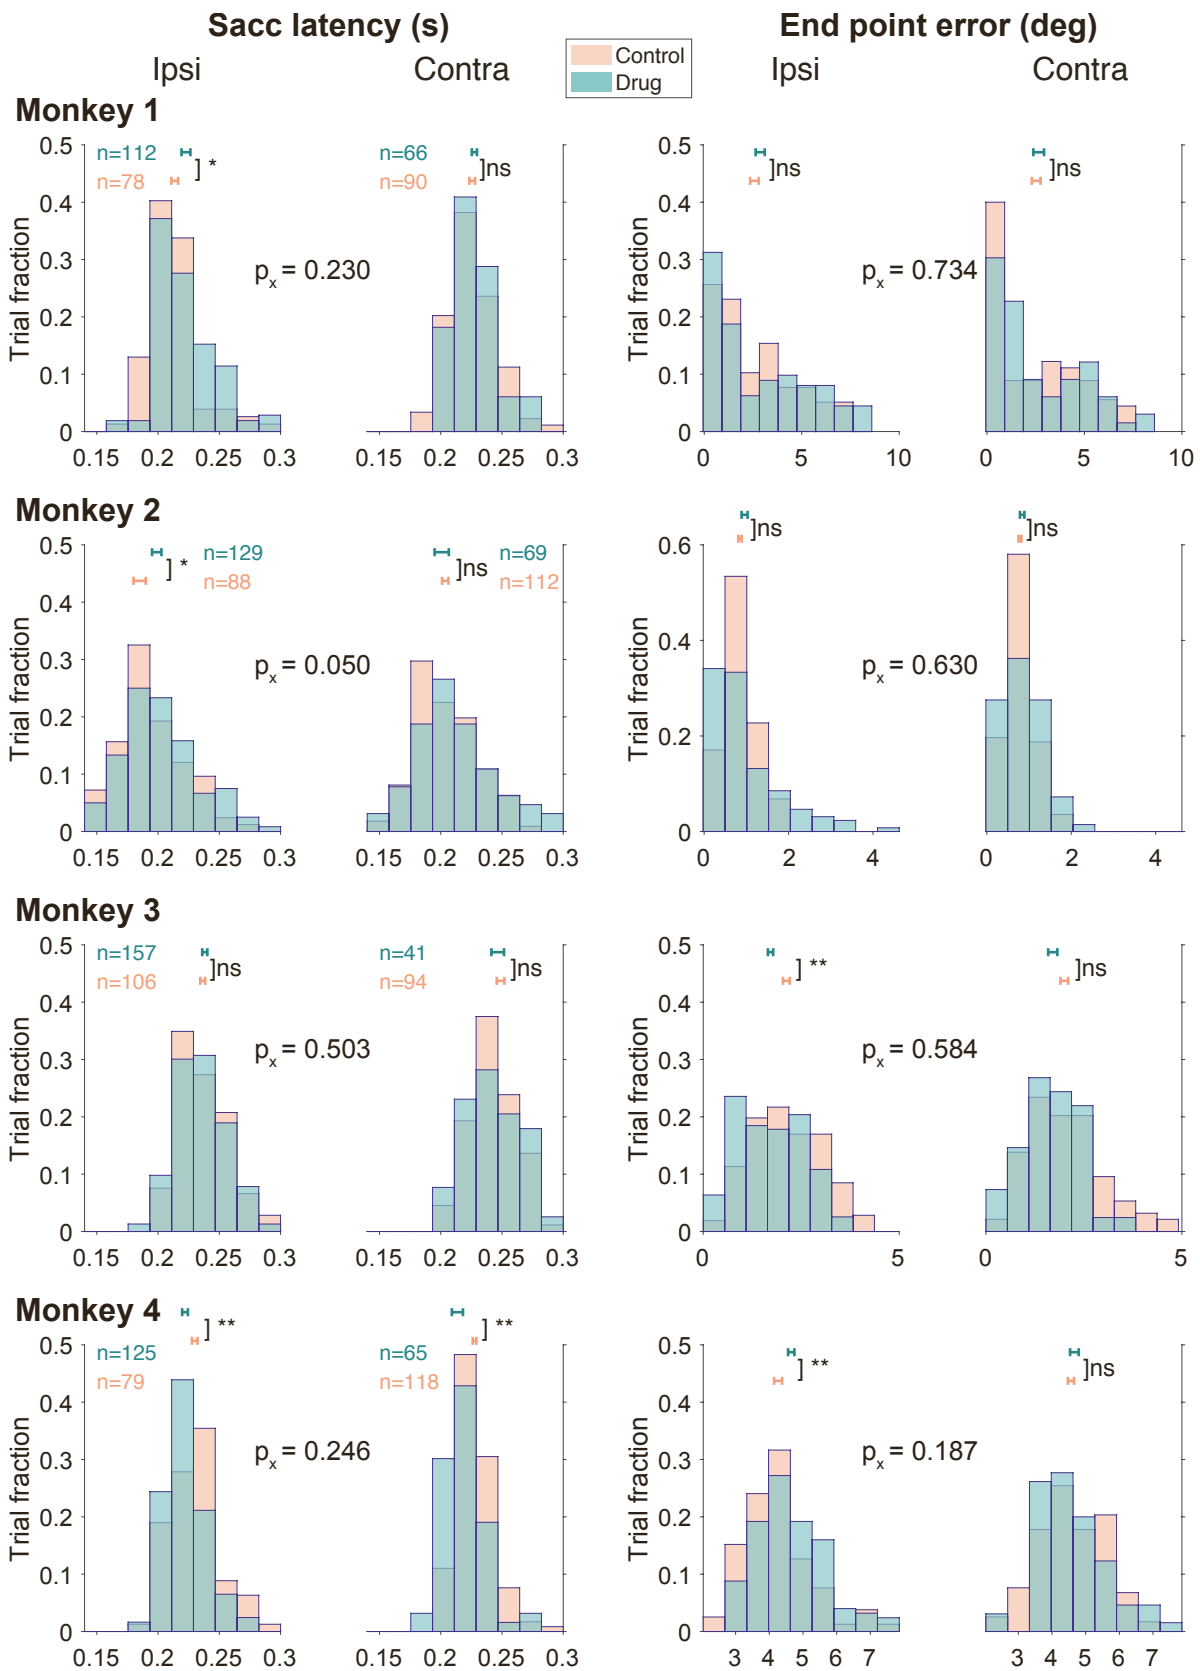 Sacc latency (s)
End point error (deg)
Control
Drug
Ipsi
Contra
Ipsi
Contra
Monkey 1
Trial fraction
0.5
0.4
0.3
0.2
0.1
0
n=112
n=78
] *
p_x = 0.230
n=66
n=90
]ns
0.15 0.2 0.25 0.3
0.15 0.2 0.25 0.3
Trial fraction
0.5
0.4
0.3
0.2
0.1
0
]ns
p_x = 0.734
]ns
0 5 10
0 5 10
Monkey 2
Trial fraction
0.5
0.4
0.3
0.2
0.1
0
] *
n=129
n=88
p_x = 0.050
]ns
n=69
n=112
0.15 0.2 0.25 0.3
0.15 0.2 0.25 0.3
Trial fraction
0.6
0.4
0.2
0
]ns
p_x = 0.630
]ns
0 2 4
0 2 4
Monkey 3
Trial fraction
0.5
0.4
0.3
0.2
0.1
0
n=157
n=106
]ns
p_x = 0.503
n=41
n=94
]ns
0.15 0.2 0.25 0.3
0.15 0.2 0.25 0.3
Trial fraction
0.5
0.4
0.3
0.2
0.1
0
] **
p_x = 0.584
]ns
0 5
0 5
Monkey 4
Trial fraction
0.5
0.4
0.3
0.2
0.1
0
n=125
n=79
] **
p_x = 0.246
n=65
n=118
] **
0.15 0.2 0.25 0.3
0.15 0.2 0.25 0.3
Trial fraction
0.5
0.4
0.3
0.2
0.1
0
] **
p_x = 0.187
]ns
3 4 5 6 7
3 4 5 6 7